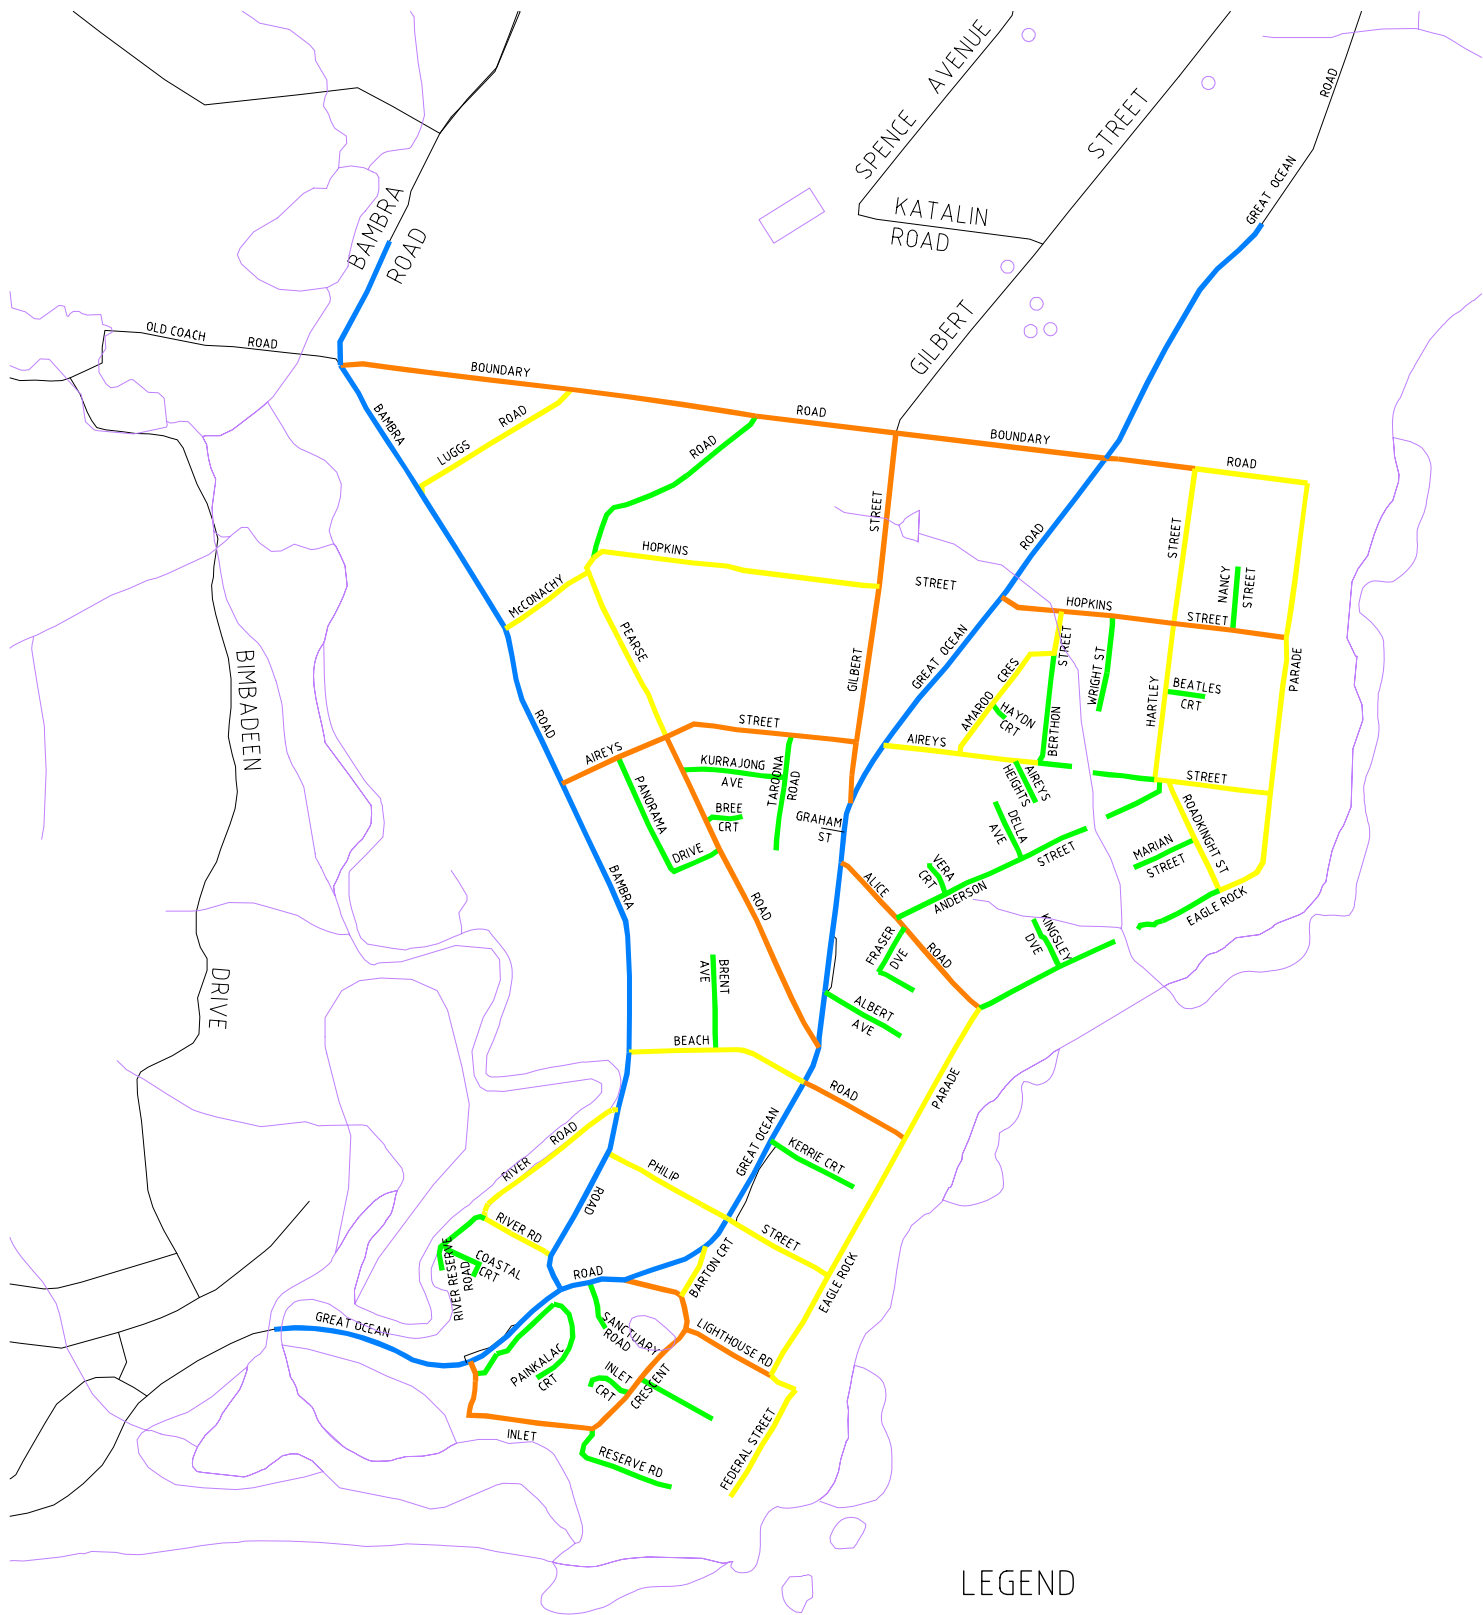 SPENCE AVENUE
STREET
ROAD
GREAT OCEAN
KATALIN
ROAD
BAMBRA
ROAD
GILBERT
OLD COACH ROAD
BOUNDARY
ROAD
BOUNDARY
ROAD
BAMBRA
LUGGS ROAD
ROAD
STREET
ROAD
STREET
HOPKINS
STREET
McCONACHY
NANCY
STREET
HOPKINS
STREET
PEARSE
GILBERT
GREAT OCEAN
STREET
WRIGHT ST
PARADE
BIMBADEEN
AMAROO CRES
HAYDN
CRT
BEATLES
CRT
HARTLEY
ROAD
STREET
AIREYS
BERTHON
AIREYS
KURRAJONG
AVE
TAROONA
ROAD
AIREYS
HEIGHTS
STREET
PANORAMA
BREE
CRT
GRAHAM
ST
DELLA
AVE
ROADKNIGHT ST
DRIVE
STREET
MARIAN
STREET
BAMBRA
ALICE
VERA
CRT
ANDERSON
EAGLE ROCK
ROAD
FRASER
DVE
ROAD
KINGSLEY
DVE
DRIVE
BRENT
AVE
ALBERT
AVE
BEACH
ROAD
PARADE
GREAT OCEAN
KERRIE CRT
ROAD
RIVER
PHILIP
STREET
ROAD
RIVER RD
COASTAL
CRT
RIVER RESERVE
ROAD
ROAD
BARTON CRT
EAGLE ROCK
GREAT OCEAN
SANCTUARY
ROAD
LIGHTHOUSE RD
PAINKALAC
CRT
INLET
CRT
CRESCENT
INLET
RESERVE RD
FEDERAL STREET
LEGEND